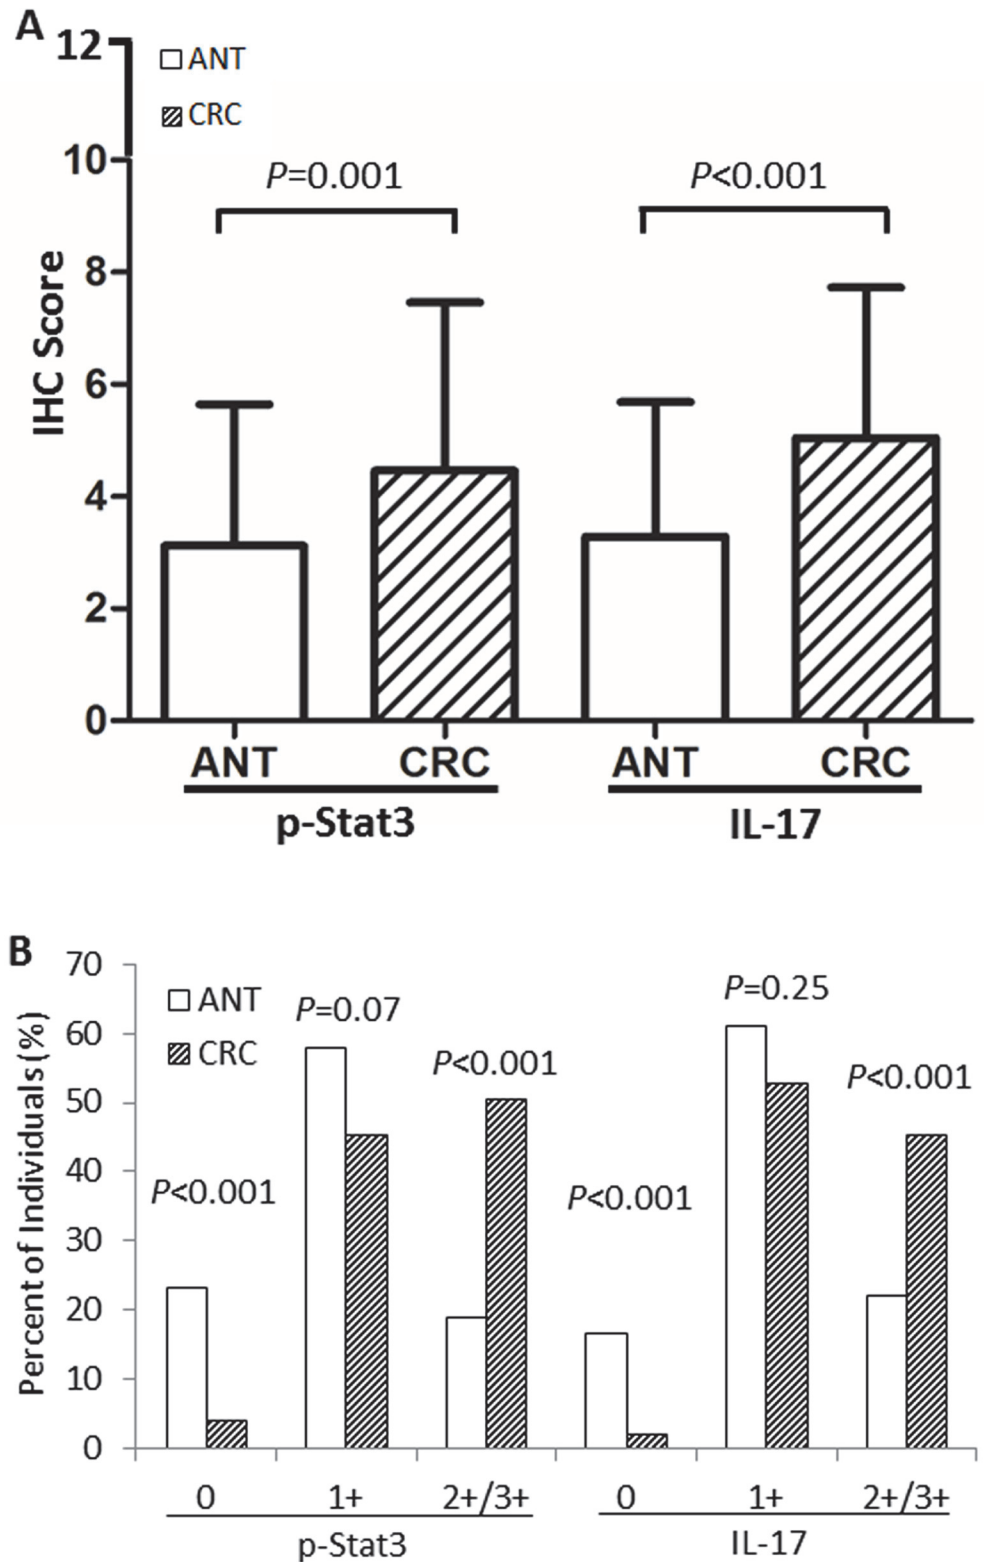 A
12
ANT
CRC
10
P=0.001
P<0.001
8
6
4
2
0
IHC Score
ANT CRC ANT CRC
p-Stat3 IL-17
B
70
ANT
P=0.07
P=0.25
60
CRC
P<0.001
P<0.001
50
40
P<0.001
P<0.001
30
20
10
0
Percent of Individuals (%)
0 1+ 2+/3+ 0 1+ 2+/3+
p-Stat3 IL-17